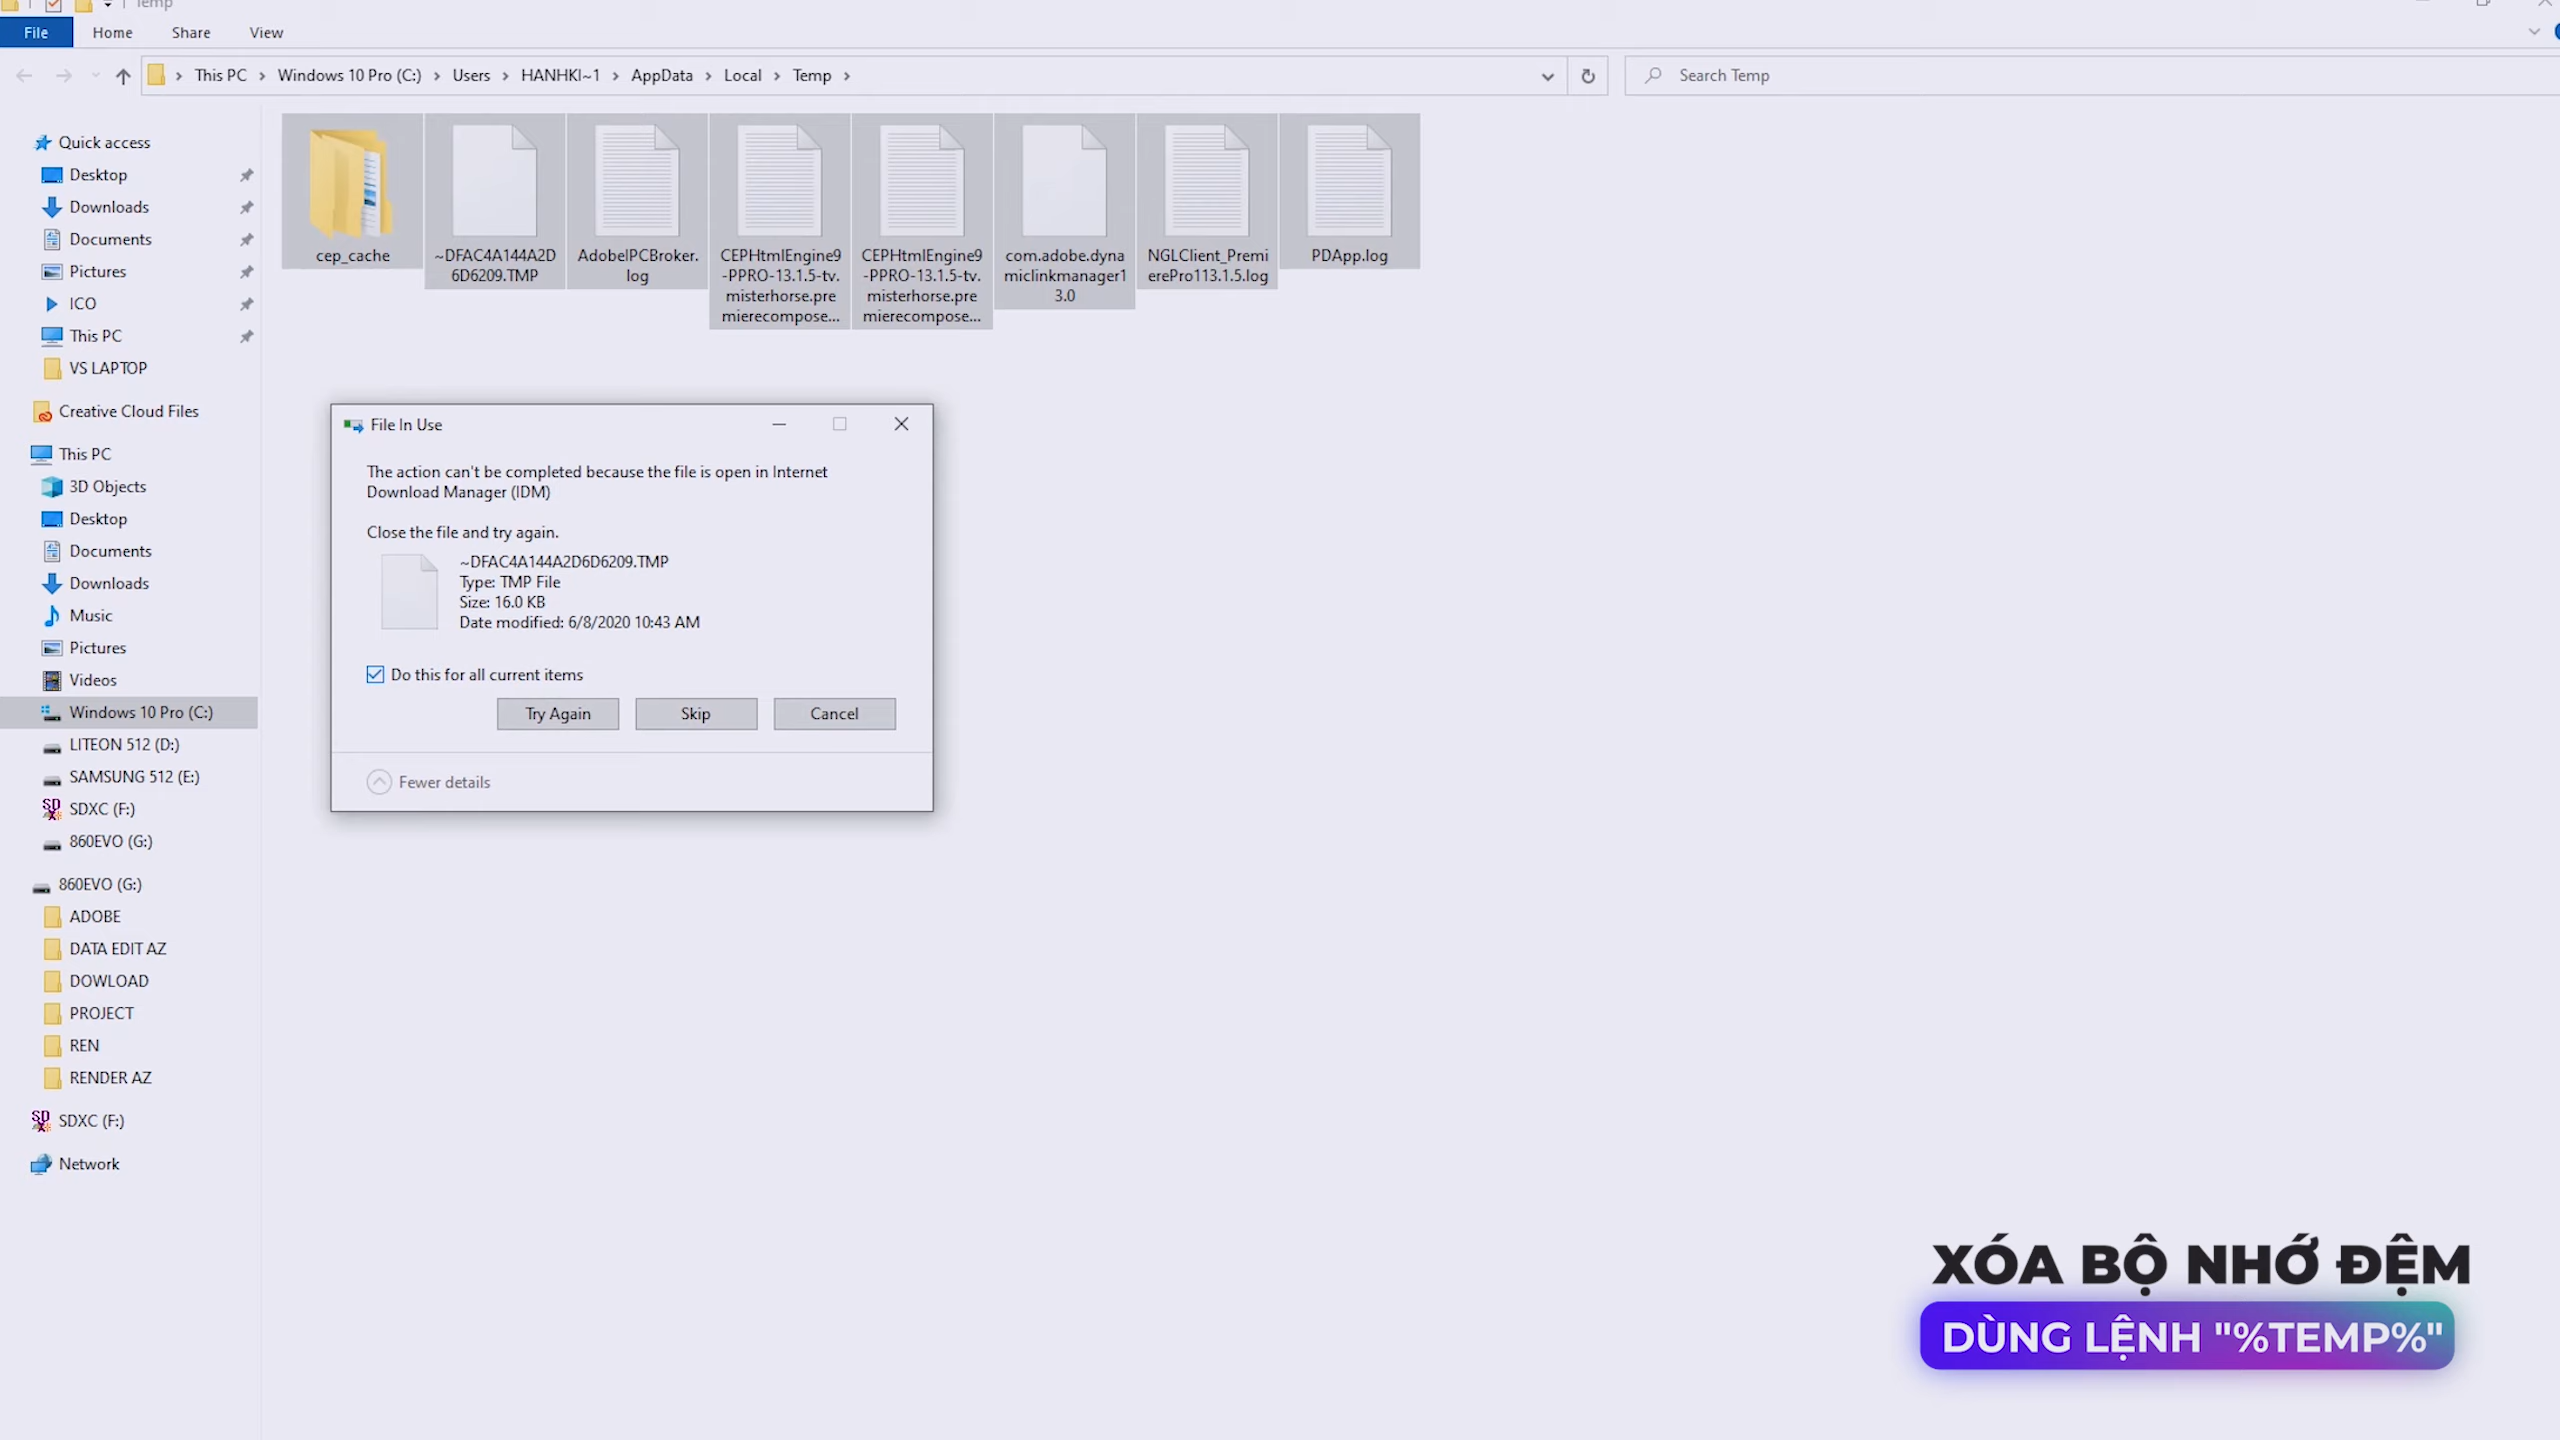 Temp
File
Home
Share
View
This PC
Windows 10 Pro (C:)
Users
HANHKI~1
AppData
Local
Temp
Search Temp
Quick access
Desktop
Downloads
Documents
Pictures
ICO
This PC
VS LAPTOP
Creative Cloud Files
This PC
3D Objects
Desktop
Documents
Downloads
Music
Pictures
Videos
Windows 10 Pro (C:)
LITEON 512 (D:)
SAMSUNG 512 (E:)
SDXC (F:)
860EVO (G:)
860EVO (G:)
ADOBE
DATA EDIT AZ
DOWLOAD
PROJECT
REN
RENDER AZ
SDXC (F:)
Network
cep_cache
~DFAC4A144A2D
6D6209.TMP
AdobeIPCBroker.
log
CEPHtmlEngine9
-PPRO-13.1.5-tv.
misterhorse.pre
mierecompose...
CEPHtmlEngine9
-PPRO-13.1.5-tv.
misterhorse.pre
mierecompose...
com.adobe.dyna
miclinkmanager1
3.0
NGLClient_Premi
erePro113.1.5.log
PDApp.log
File In Use
The action can't be completed because the file is open in Internet
Download Manager (IDM)
Close the file and try again.
~DFAC4A144A2D6D6209.TMP
Type: TMP File
Size: 16.0 KB
Date modified: 6/8/2020 10:43 AM
Do this for all current items
Try Again
Skip
Cancel
Fewer details
XÓA BỘ NHỚ ĐỆM
DÙNG LỆNH "%TEMP%"